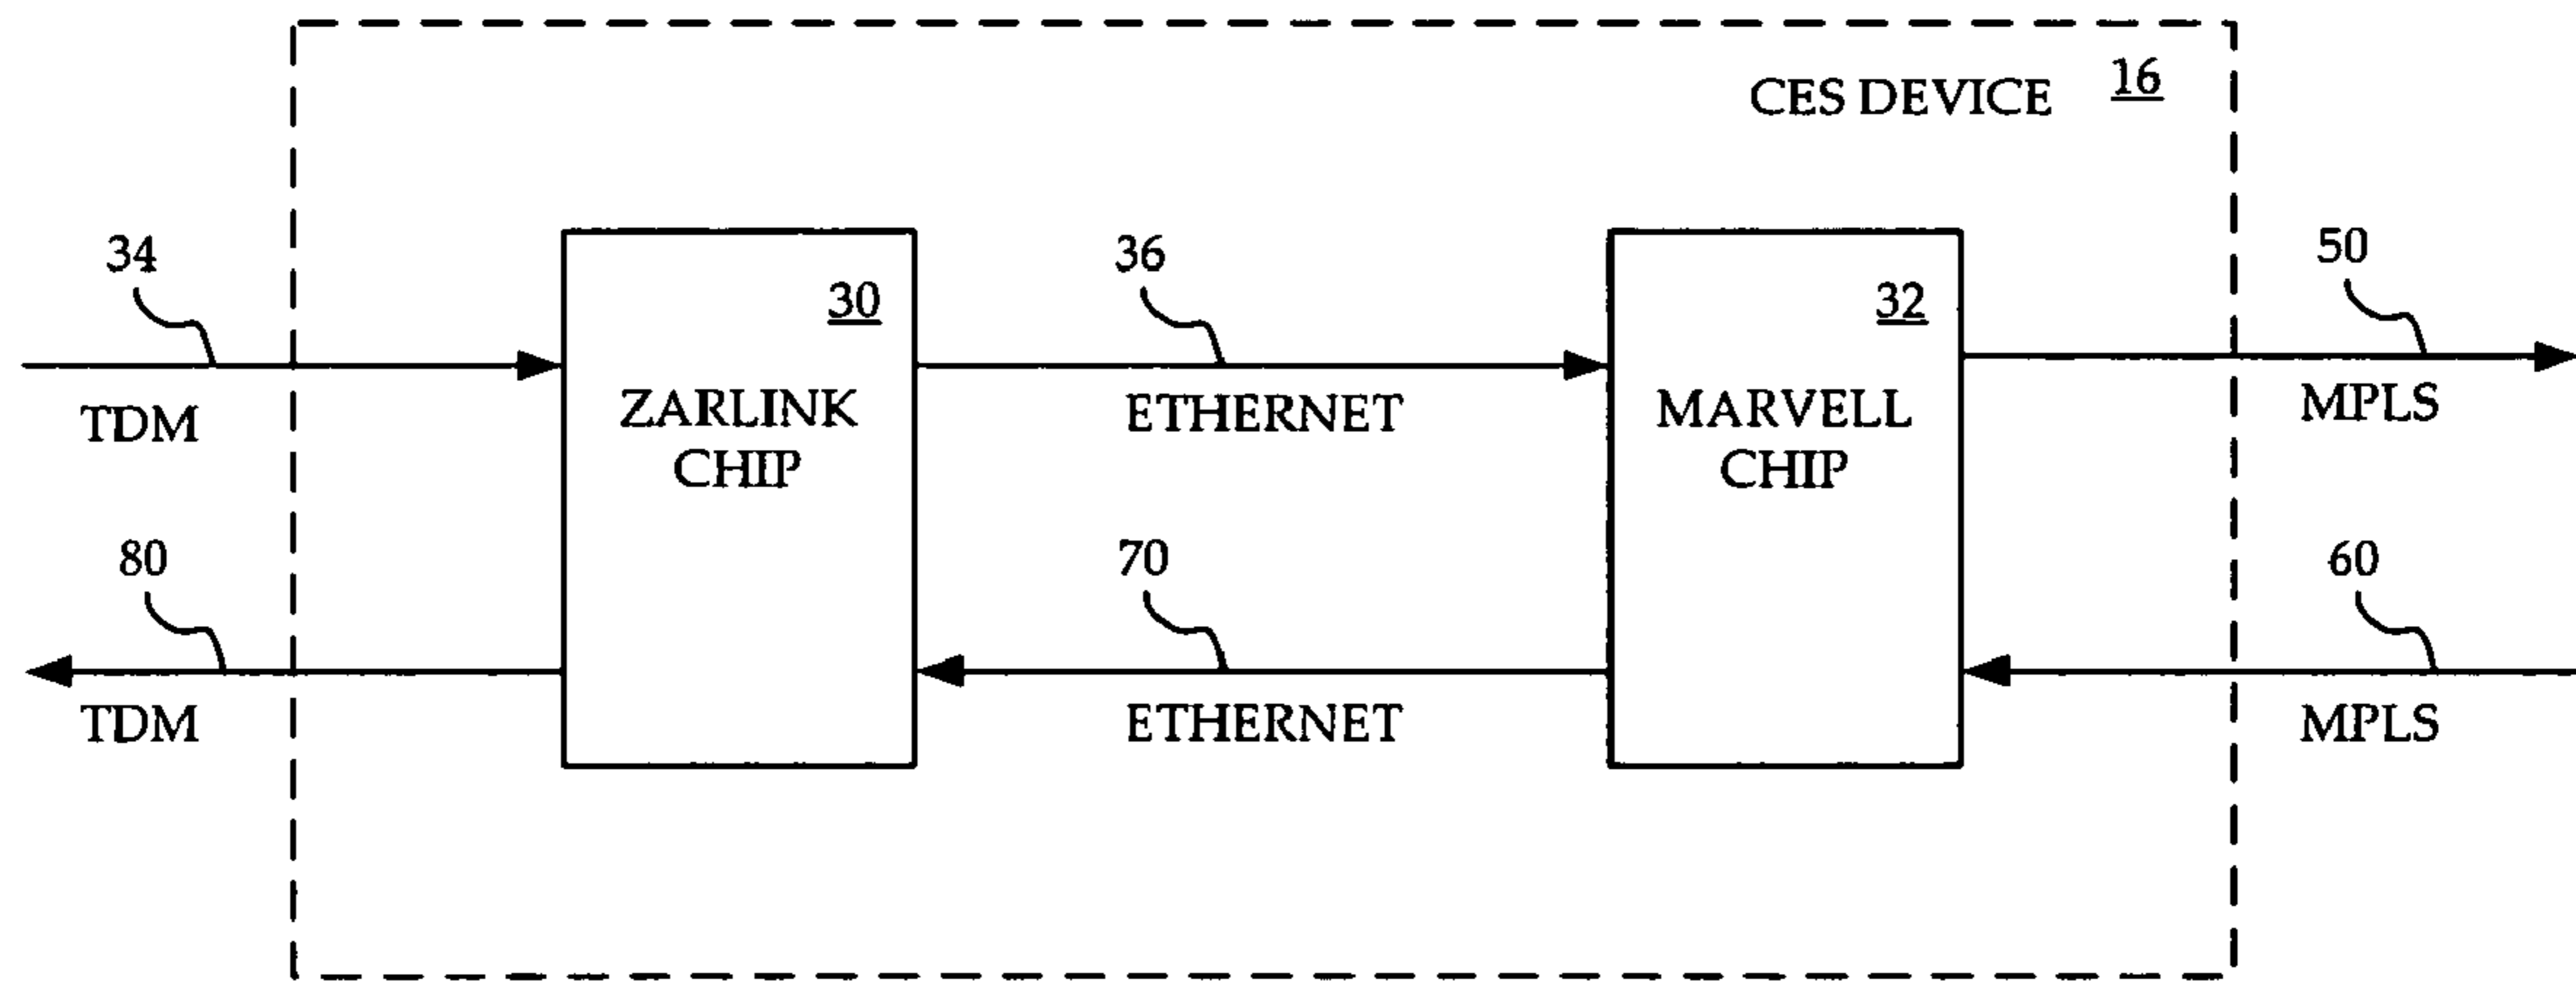 CES DEVICE 16
34
36
50
30
32
TDM
ZARLINK
CHIP
ETHERNET
MARVELL
CHIP
MPLS
80
70
60
TDM
ETHERNET
MPLS